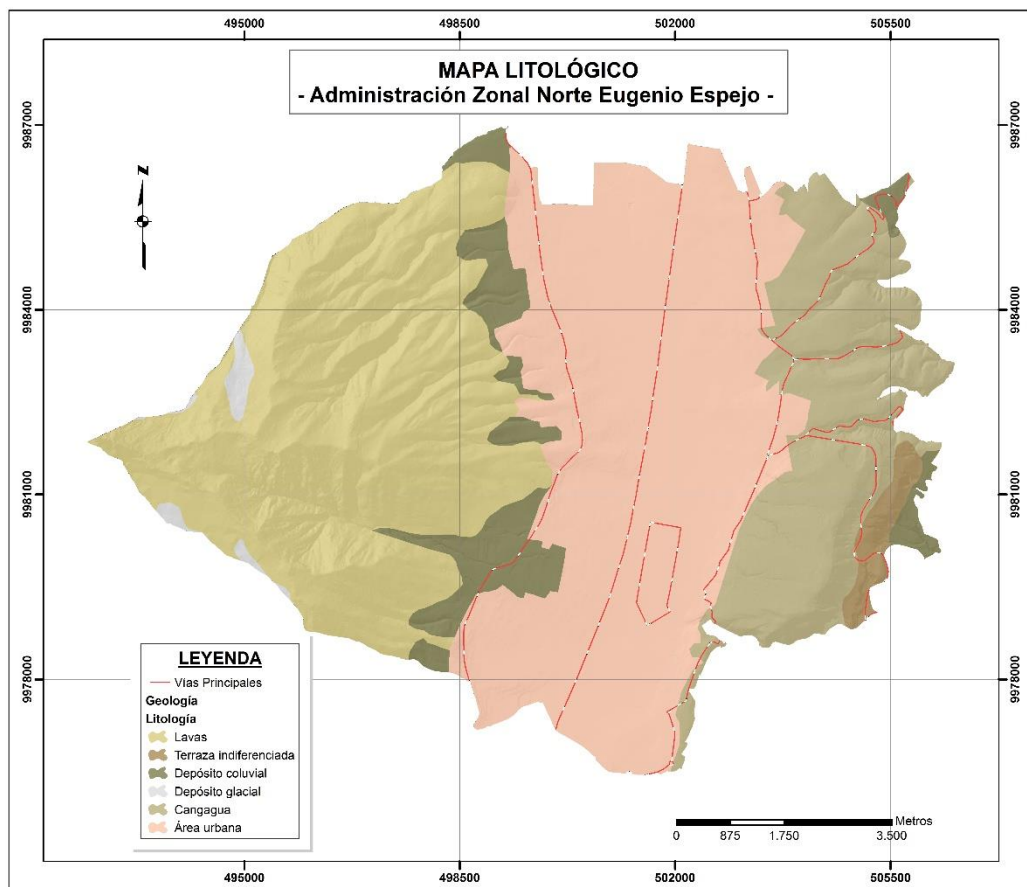 495000 498500 502000 505500
MAPA LITOLÓGICO
- Administración Zonal Norte Eugenio Espejo -
9987000 9987000
N
9984000 9984000
9981000 9981000
9978000 9978000
LEYENDA
Vías Principales
Geología
Litología
Lavas
Terraza indiferenciada
Depósito coluvial
Depósito glacial
Cangagua
Área urbana
Metros
0 875 1.750 3.500
495000 498500 502000 505500